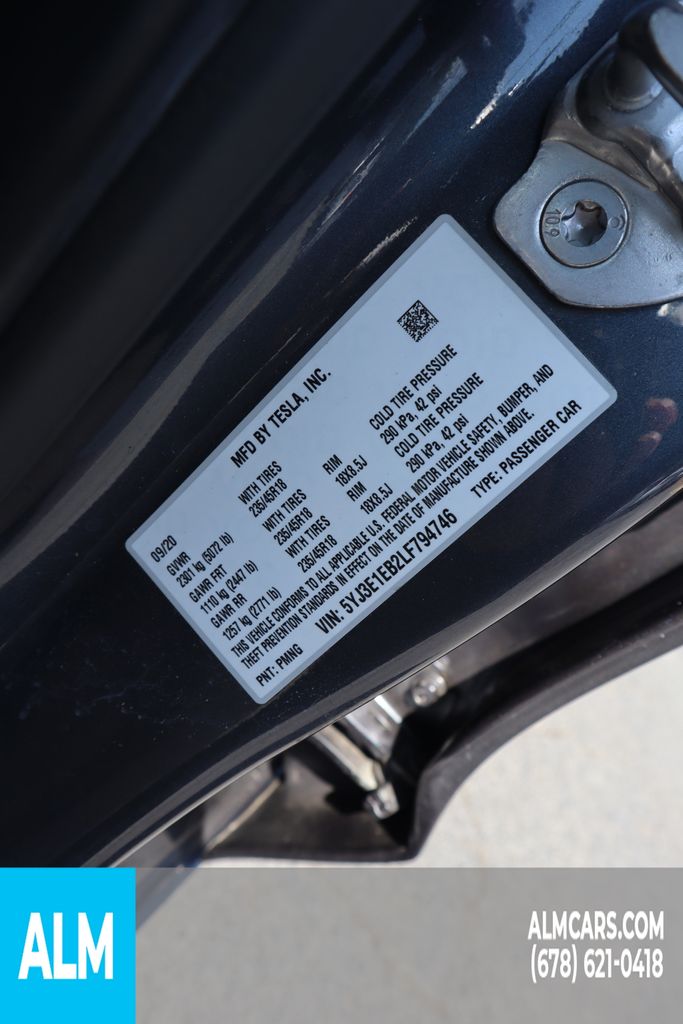 10.9
MFD BY TESLA, INC.
09/20
GVWR WITH TIRES RIM COLD TIRE PRESSURE
2301 kg (5072 lb) 235/45R18 18X8.5J 290 kPa, 42 psi
GAWR FRT WITH TIRES RIM COLD TIRE PRESSURE
1110 kg (2447 lb) 235/45R18 18X8.5J 290 kPa, 42 psi
GAWR RR WITH TIRES
1257 kg (2771 lb) 235/45R18
THIS VEHICLE CONFORMS TO ALL APPLICABLE U.S. FEDERAL MOTOR VEHICLE SAFETY, BUMPER, AND
THEFT PREVENTION STANDARDS IN EFFECT ON THE DATE OF MANUFACTURE SHOWN ABOVE.
PNT: PMNG VIN: 5YJ3E1EB2LF794746 TYPE: PASSENGER CAR
ALM
ALMCARS.COM
(678) 621-0418